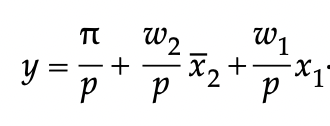 y = π/p + w₂/p x̄₂ + w₁/p x₁.